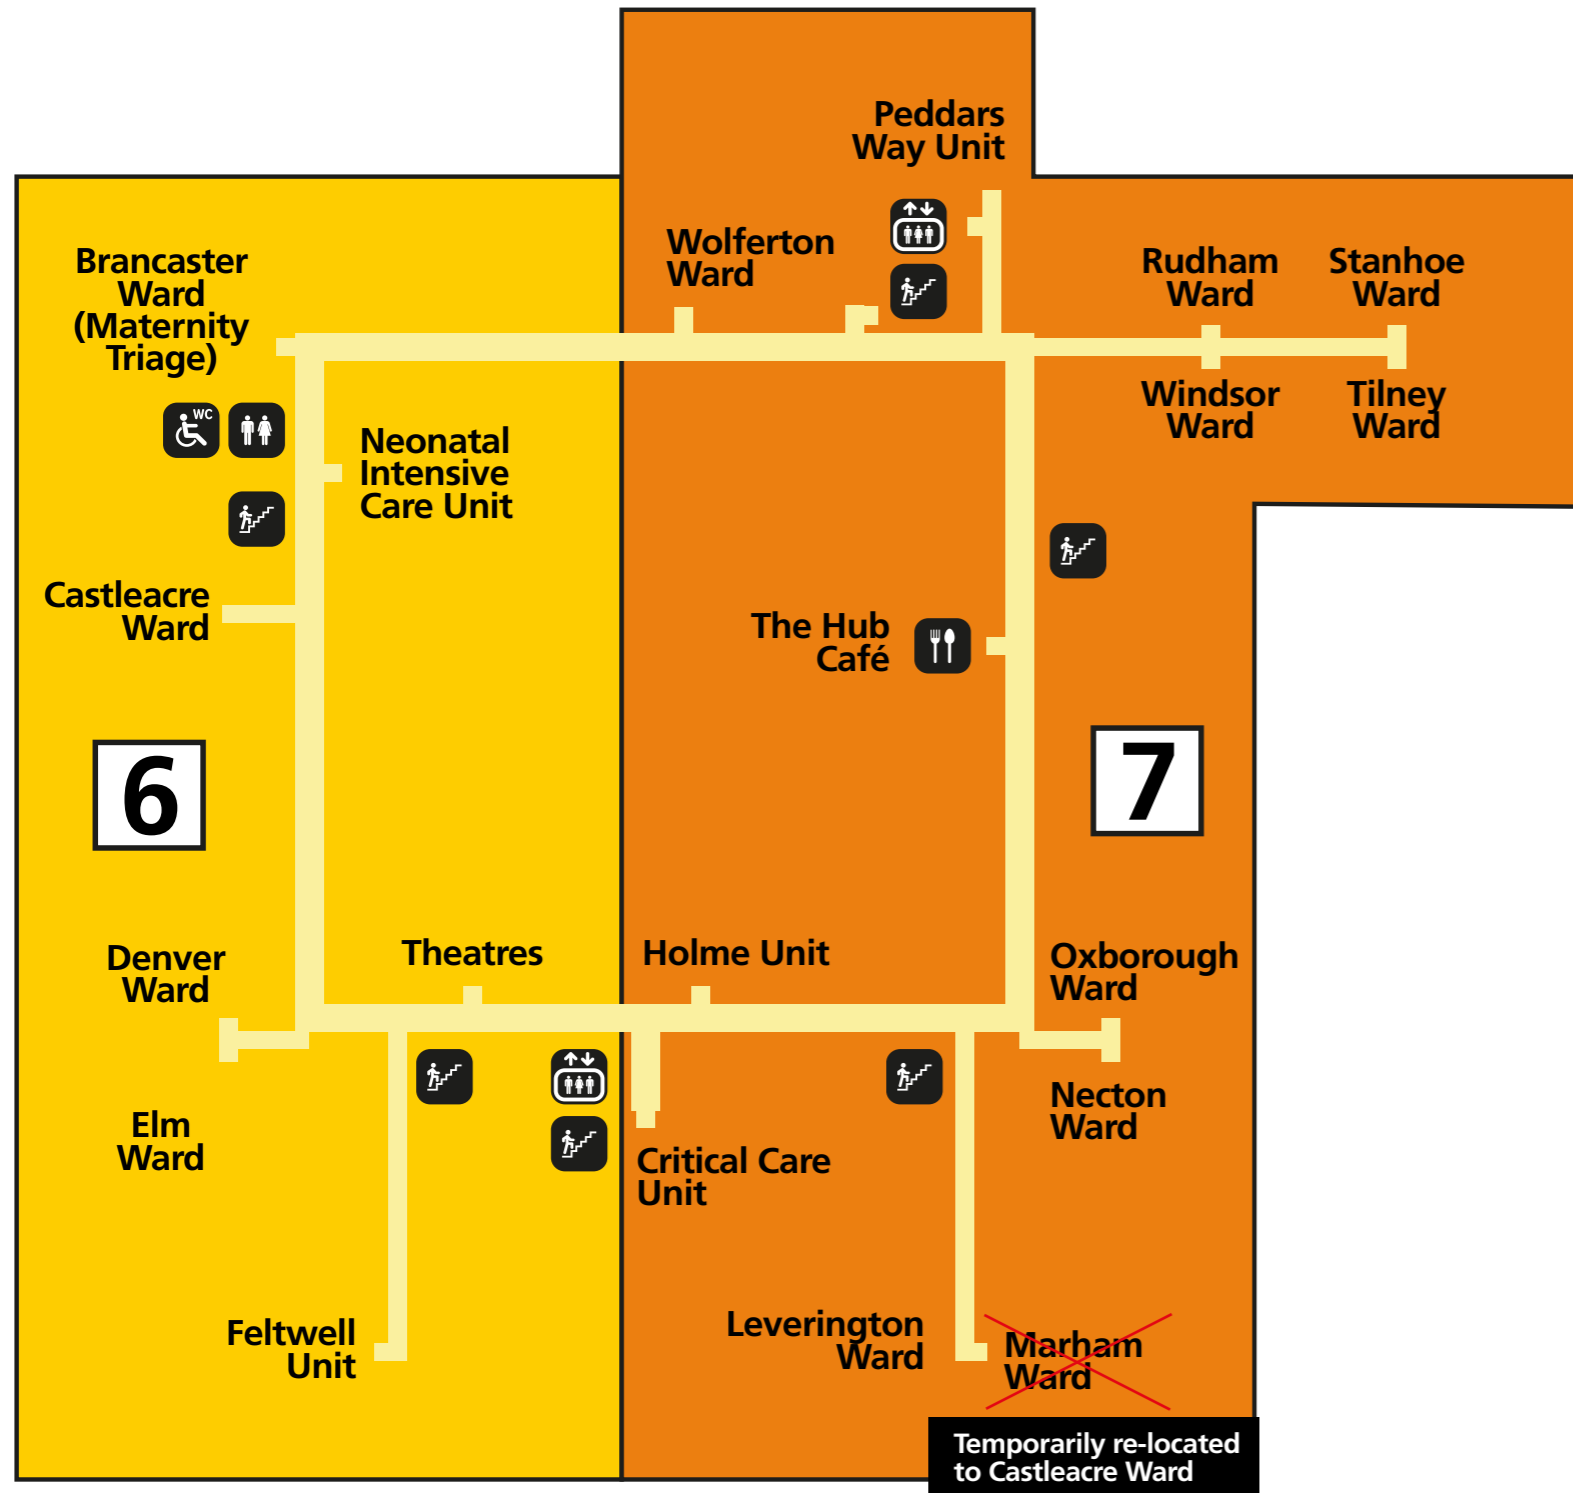 Peddars
Way Unit
Wolferton
Ward
Brancaster
Ward
(Maternity
Triage)
Rudham
Ward
Stanhoe
Ward
Windsor
Ward
Tilney
Ward
WC
Neonatal
Intensive
Care Unit
Castleacre
Ward
The Hub
Café
6
7
Denver
Ward
Theatres
Holme Unit
Oxborough
Ward
Elm
Ward
Necton
Ward
Critical Care
Unit
Feltwell
Unit
Leverington
Ward
Marham
Ward
Temporarily re-located
to Castleacre Ward